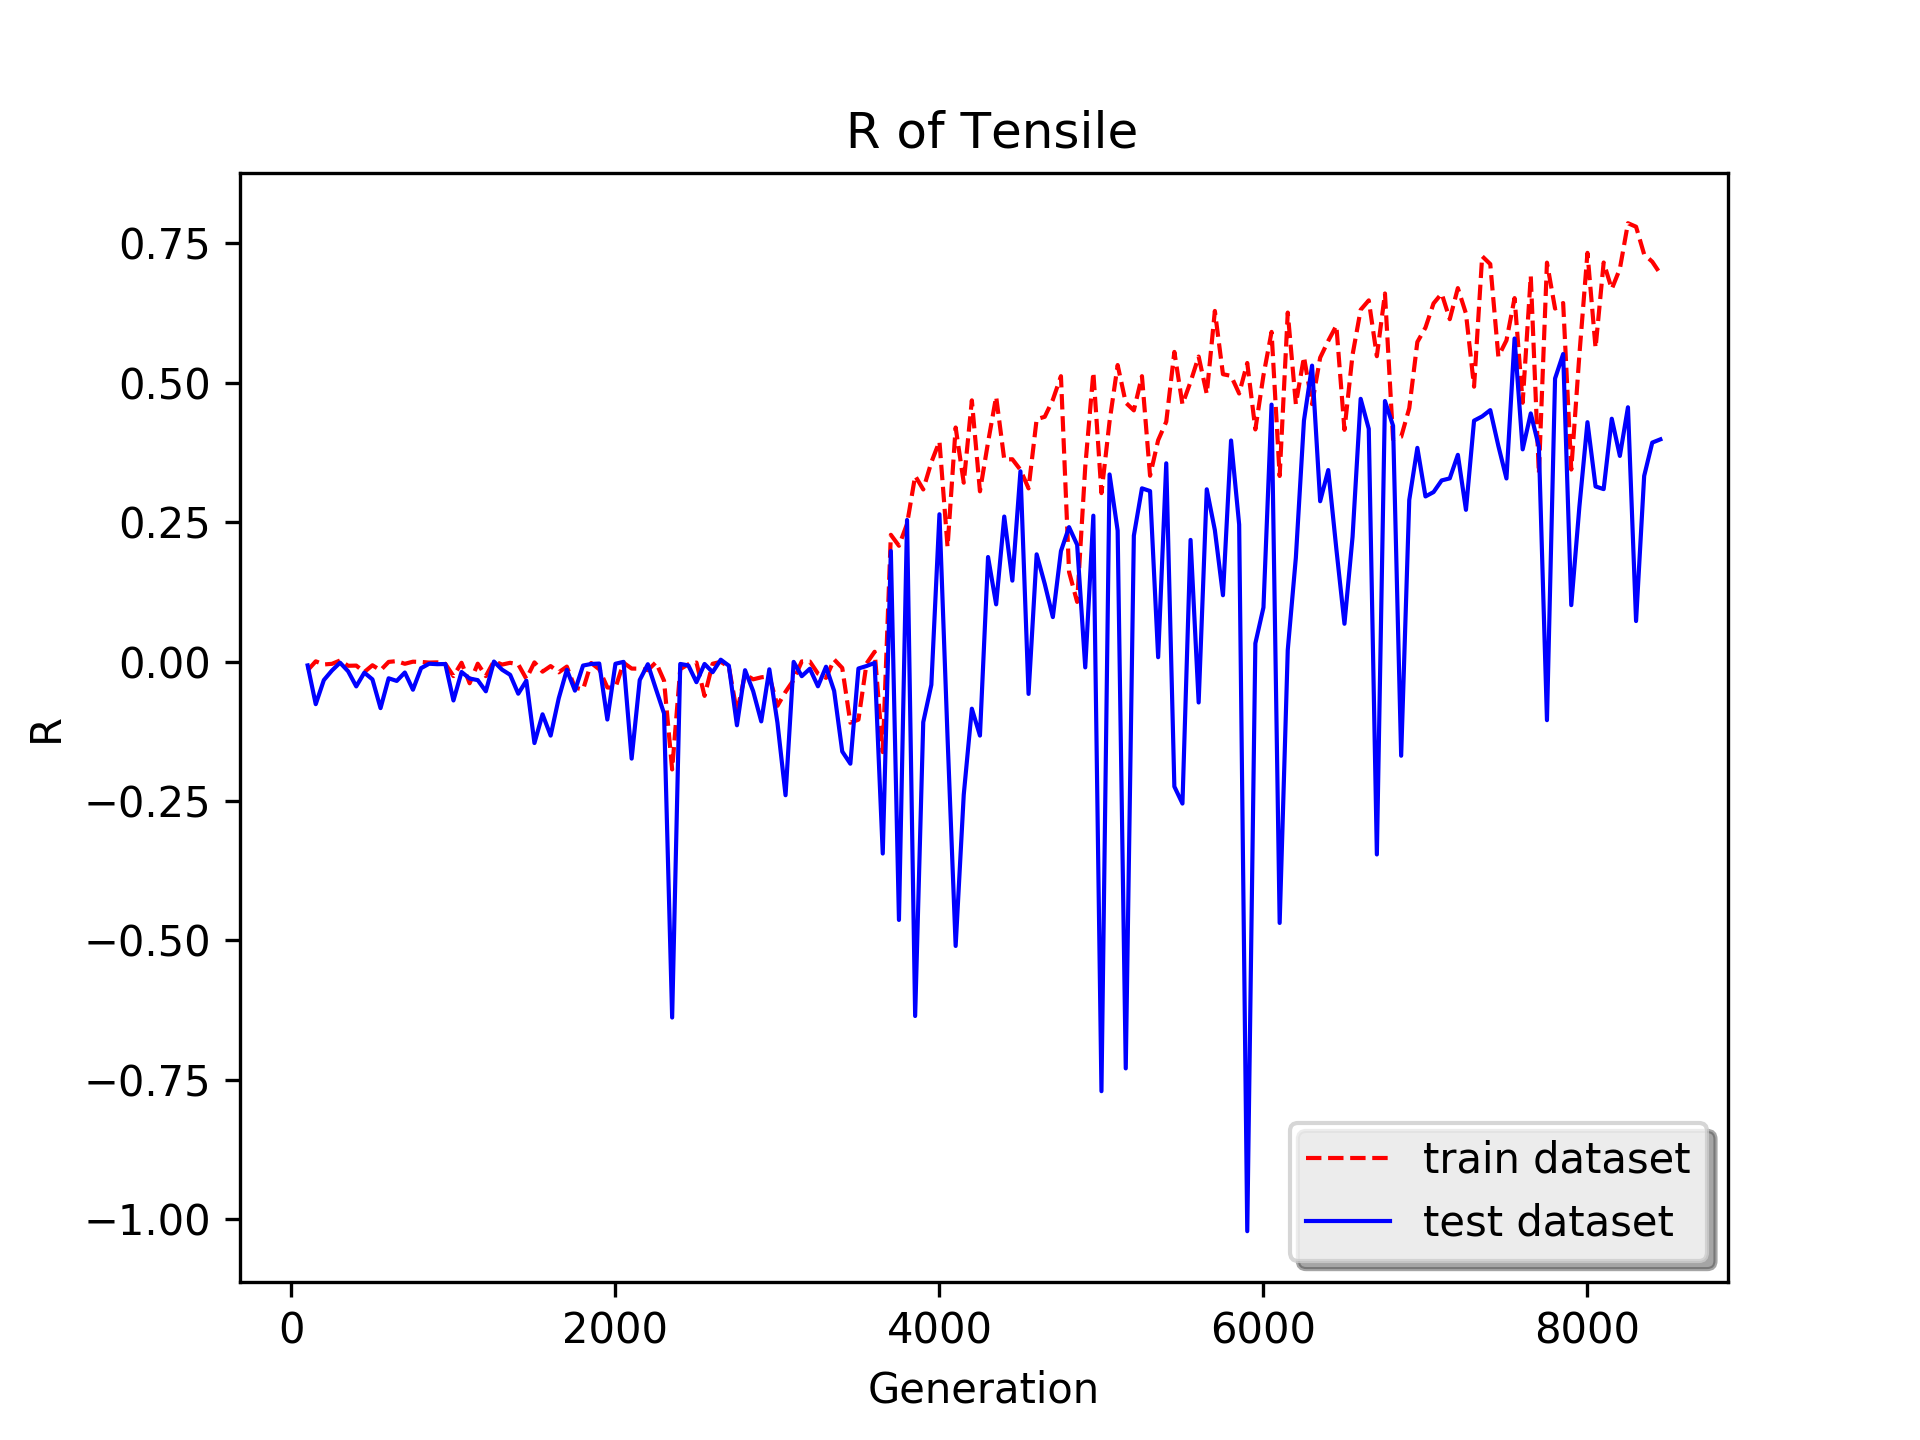 R of Tensile
0.75
0.50
0.25
0.00
−0.25
−0.50
−0.75
−1.00
R
train dataset
test dataset
0 2000 4000 6000 8000
Generation